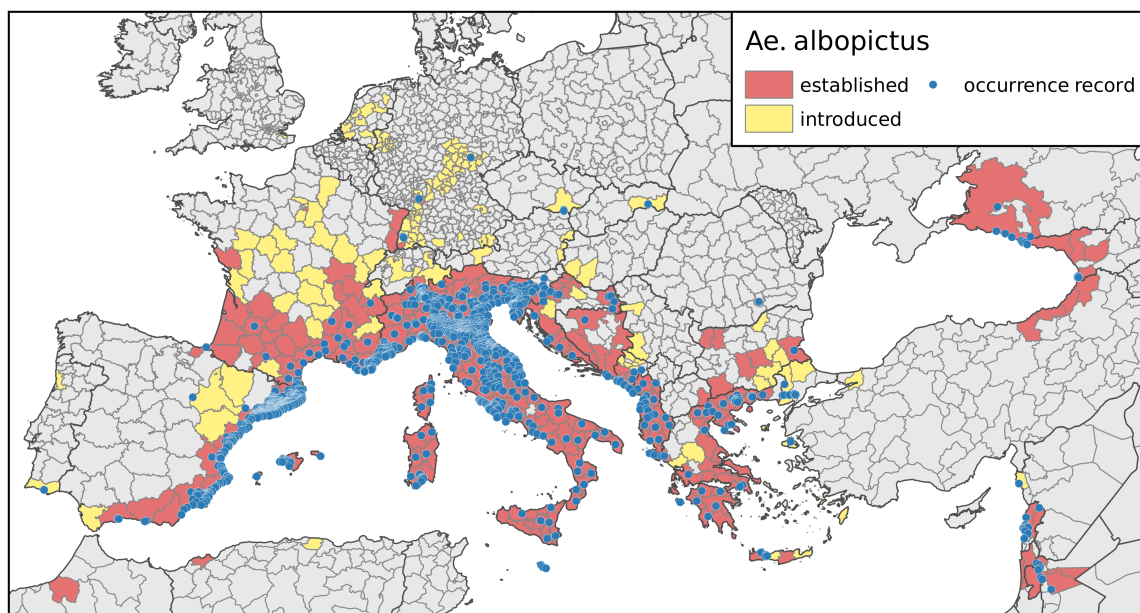 Ae. albopictus
established
occurrence record
introduced